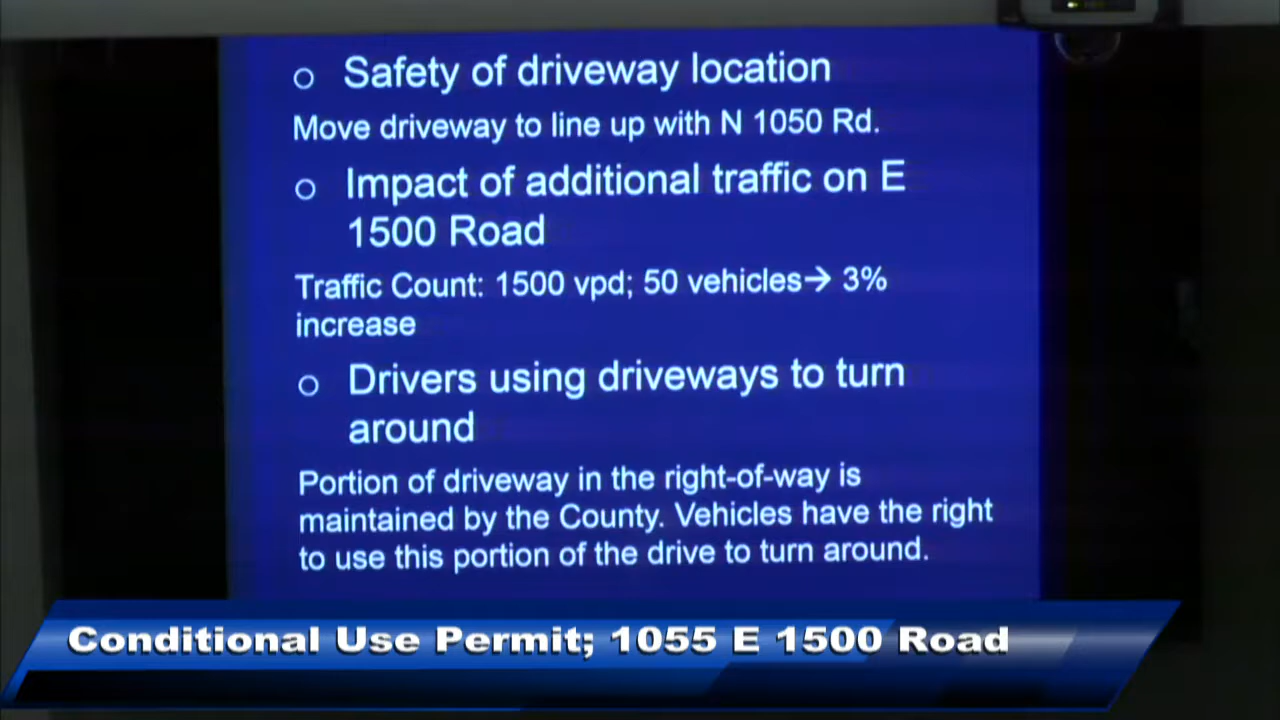 ○ Safety of driveway location
Move driveway to line up with N 1050 Rd.
○ Impact of additional traffic on E
1500 Road
Traffic Count: 1500 vpd; 50 vehicles→ 3%
increase
○ Drivers using driveways to turn
around
Portion of driveway in the right-of-way is
maintained by the County. Vehicles have the right
to use this portion of the drive to turn around.
Conditional Use Permit; 1055 E 1500 Road